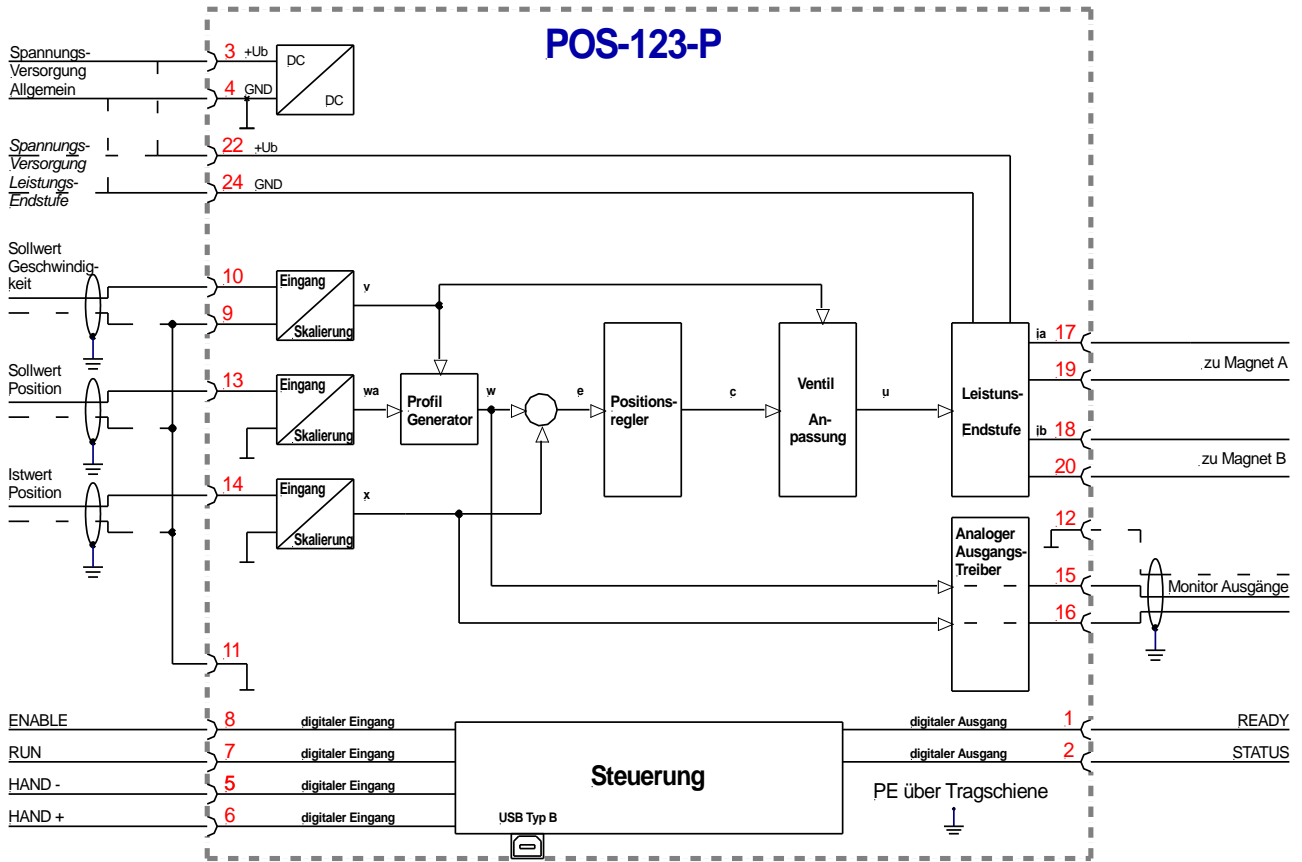 POS-123-P
Spannungs-
Versorgung
Allgemein
3 +Ub
4 GND
DC
DC
Spannungs-
Versorgung
Leistungs-
Endstufe
22 +Ub
24 GND
Sollwert
Geschwindig-
keit
10
9
Eingang
Skalierung
v
Sollwert
Position
13
Eingang
Skalierung
wa
Profil
Generator
w
e
Positions-
regler
c
Ventil
An-
passung
u
Leistuns-
Endstufe
ia 17
19
zu Magnet A
ib 18
20
zu Magnet B
Istwert
Position
14
Eingang
Skalierung
x
Analoger
Ausgangs-
Treiber
12
15
16
Monitor Ausgänge
11
ENABLE
8 digitaler Eingang
RUN
7 digitaler Eingang
HAND -
5 digitaler Eingang
HAND +
6 digitaler Eingang
Steuerung
USB Typ B
digitaler Ausgang 1
READY
digitaler Ausgang 2
STATUS
PE über Tragschiene